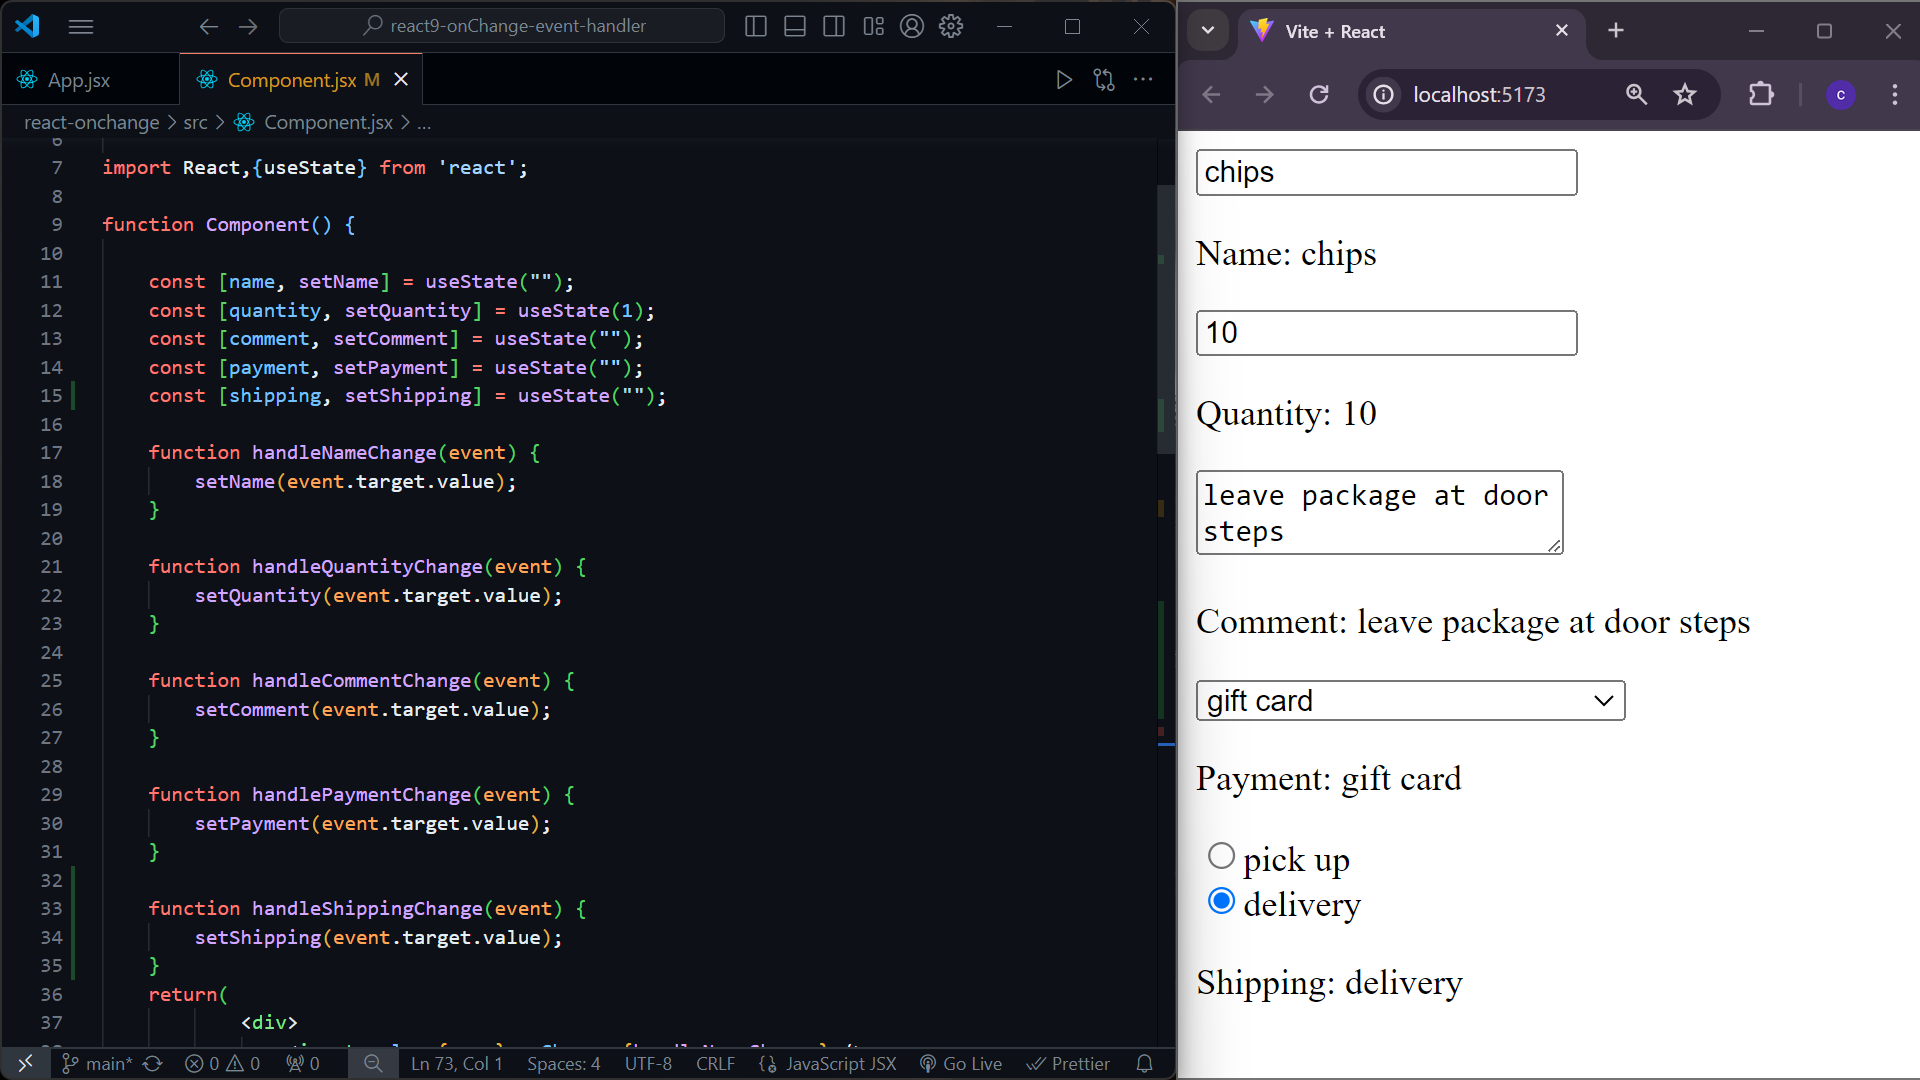 react9-onChange-event-handler
App.jsx
Component.jsx M
react-onchange > src > Component.jsx > ...
6
7 import React,{useState} from 'react';
8
9 function Component() {
10
11 const [name, setName] = useState("");
12 const [quantity, setQuantity] = useState(1);
13 const [comment, setComment] = useState("");
14 const [payment, setPayment] = useState("");
15 const [shipping, setShipping] = useState("");
16
17 function handleNameChange(event) {
18 setName(event.target.value);
19 }
20
21 function handleQuantityChange(event) {
22 setQuantity(event.target.value);
23 }
24
25 function handleCommentChange(event) {
26 setComment(event.target.value);
27 }
28
29 function handlePaymentChange(event) {
30 setPayment(event.target.value);
31 }
32
33 function handleShippingChange(event) {
34 setShipping(event.target.value);
35 }
36 return(
37 <div>
main* 0 0 0 Ln 73, Col 1 Spaces: 4 UTF-8 CRLF {} JavaScript JSX Go Live Prettier
Vite + React
localhost:5173
c
chips
Name: chips
10
Quantity: 10
leave package at door
steps
Comment: leave package at door steps
gift card
Payment: gift card
pick up
delivery
Shipping: delivery